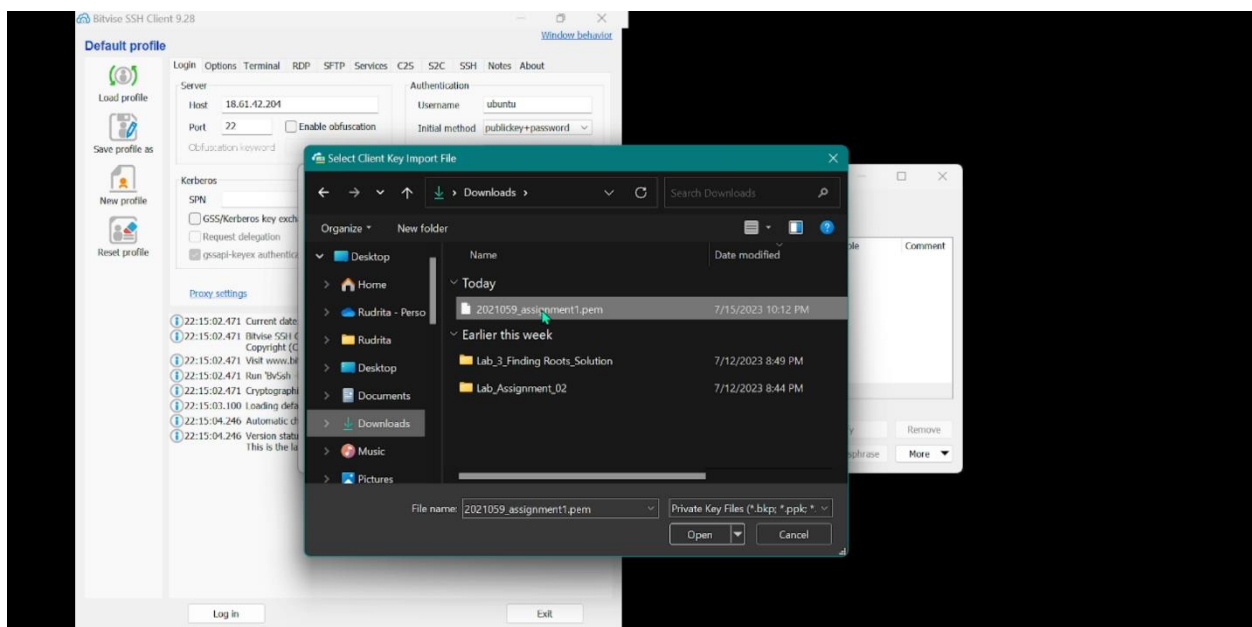 Bitvise SSH Client 9.28
Window behavior
Default profile
Load profile
Save profile as
New profile
Reset profile
Login Options Terminal RDP SFTP Services C2S S2C SSH Notes About
Server
Host 18.61.42.204
Port 22 Enable obfuscation
Obfuscation keyword
Authentication
Username ubuntu
Initial method publickey+password
Kerberos
SPN
GSS/Kerberos key exch
Request delegation
gssapi-keyex authentica
Proxy settings
22:15:02.471 Current date
22:15:02.471 Bitvise SSH C
Copyright (C
22:15:02.471 Visit www.bi
22:15:02.471 Run 'BvSsh
22:15:02.471 Cryptographi
22:15:03.100 Loading defa
22:15:04.246 Automatic
22:15:04.246 Version statu
This is the la
Log in
Exit
Select Client Key Import File
Downloads
Search Downloads
Organize New folder
Desktop
Home
Rudrita - Perso
Rudrita
Desktop
Documents
Downloads
Music
Pictures
Name Date modified
Today
2021059_assignment1.pem 7/15/2023 10:12 PM
Earlier this week
Lab_3_Finding Roots_Solution 7/12/2023 8:49 PM
Lab_Assignment_02 7/12/2023 8:44 PM
File name: 2021059_assignment1.pem Private Key Files (*.bkp; *.ppk; *.
Open Cancel
Comment
Remove
sphrase More